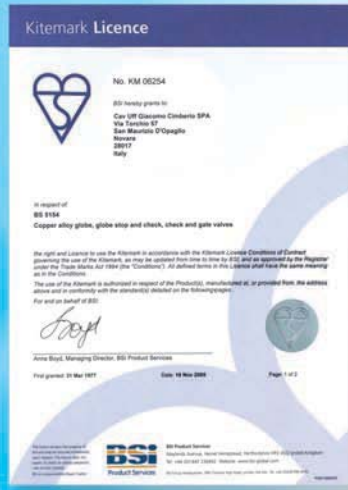 Kitemark Licence
No. KM 06254
BSI hereby grants to:
Cav Uff Giacomo Cimberio SPA
Via Torchio 57
San Maurizio D'Opaglio
Novara
28017
Italy
In respect of:
BS 5154
Copper alloy globe, globe stop and check, check and gate valves
the right and Licence to use the Kitemark in accordance with the Kitemark Licence Conditions of Contract
governing the use of the Kitemark, as may be updated from time to time by BSI, and as approved by the Registrar
under the Trade Marks Act 1994 (the "Conditions"). All defined terms in this Licence shall have the same meaning
as in the Conditions.
The use of the Kitemark is authorised in respect of the Product(s), manufactured at, or provided from, the address
above and in conformity with the standard(s) detailed on the following pages.
For and on behalf of BSI:
Anne Boyd, Managing Director, BSI Product Services
First granted: 31 Mar 1977
Date: 18 Nov
Page: 1 of 2
BSI
Product Services
BSI Product Services